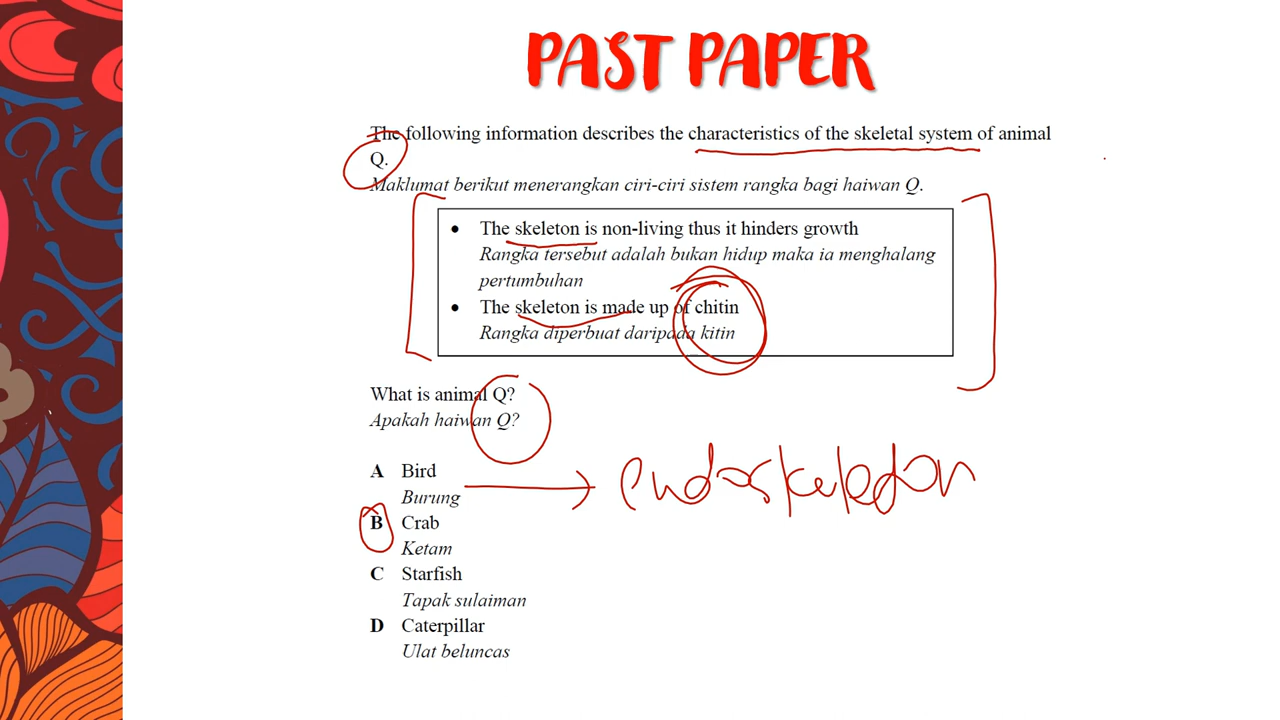 PAST PAPER
The following information describes the characteristics of the skeletal system of animal
Q.
Maklumat berikut menerangkan ciri-ciri sistem rangka bagi haiwan Q.
• The skeleton is non-living thus it hinders growth
Rangka tersebut adalah bukan hidup maka ia menghalang
pertumbuhan
• The skeleton is made up of chitin
Rangka diperbuat daripada kitin
What is animal Q?
Apakah haiwan Q?
A Bird
Burung
endoskeleton
B Crab
Ketam
C Starfish
Tapak sulaiman
D Caterpillar
Ulat beluncas